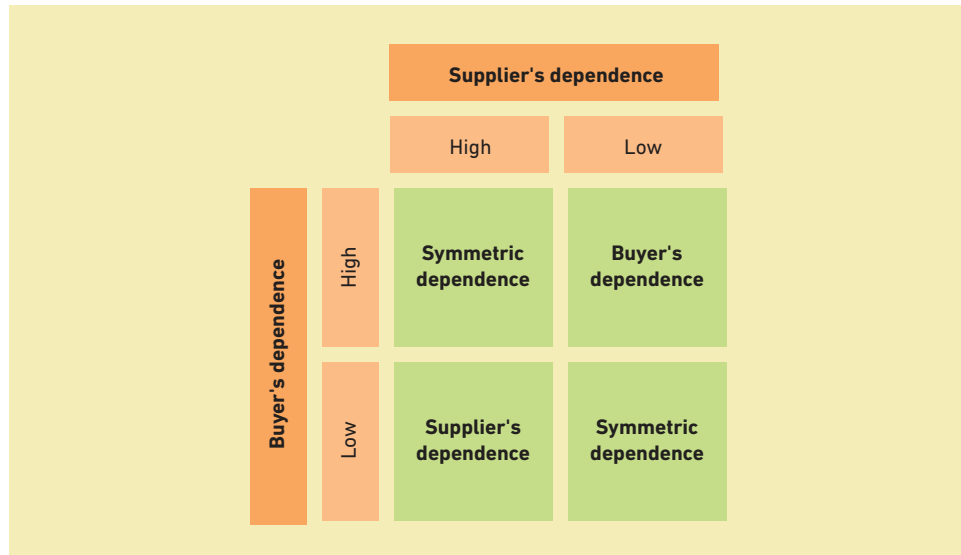 Supplier's dependence
High
Low
Buyer's dependence
High
Symmetric
dependence
Buyer's
dependence
Low
Supplier's
dependence
Symmetric
dependence